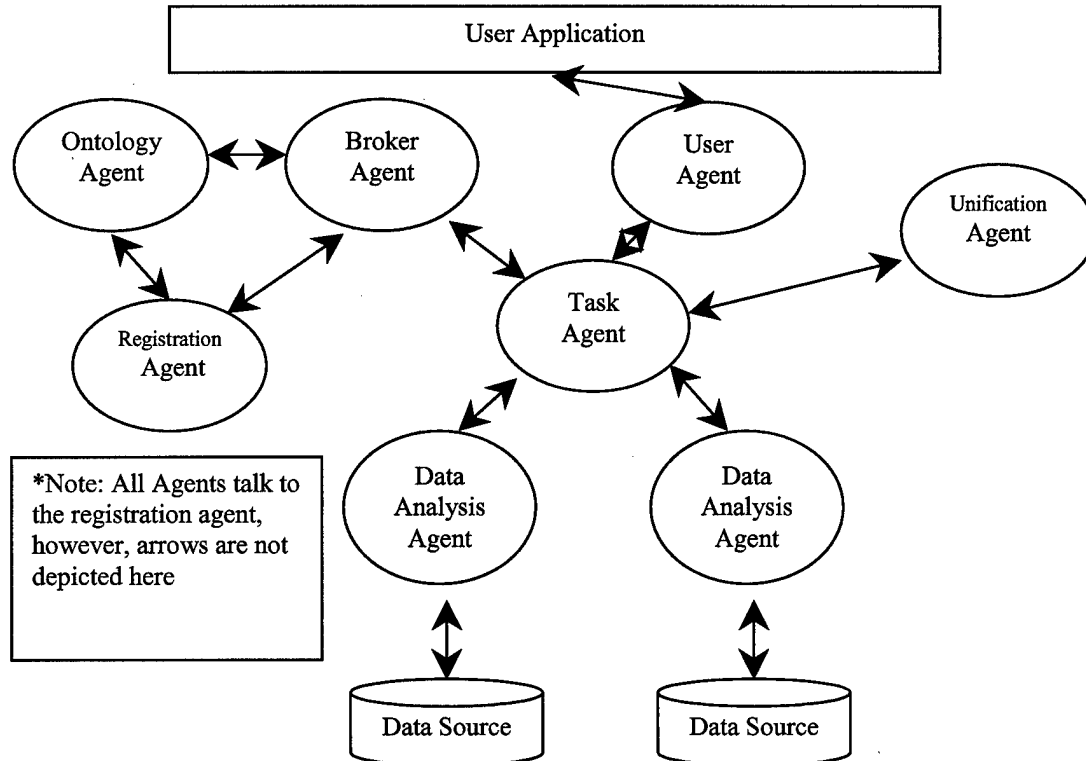 User Application
Ontology
Agent
Broker
Agent
User
Agent
Unification
Agent
Task
Agent
Registration
Agent
*Note: All Agents talk to
the registration agent,
however, arrows are not
depicted here
Data
Analysis
Agent
Data
Analysis
Agent
Data Source
Data Source